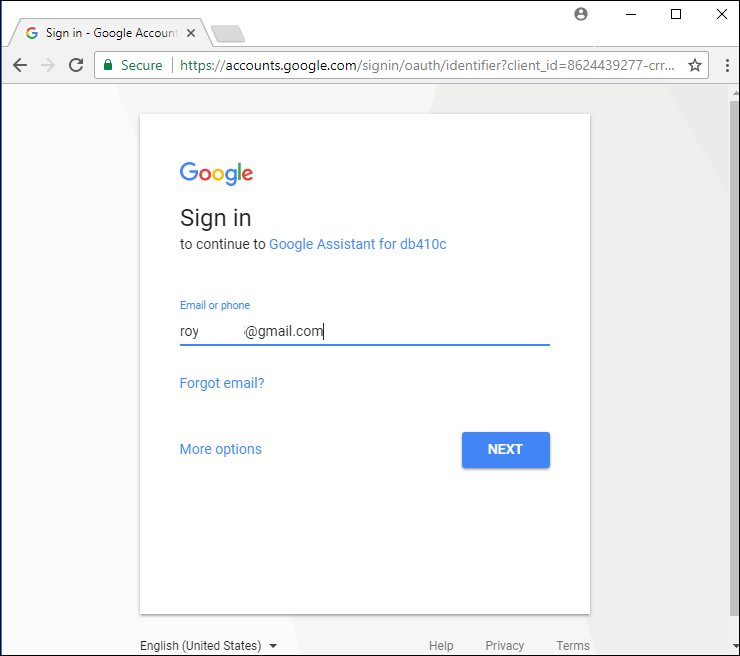 Sign in - Google Account
Secure
https://accounts.google.com/signin/oauth/identifier?client_id=8624439277-crr...
Google
Sign in
to continue to Google Assistant for db410c
Email or phone
roy @gmail.com
Forgot email?
More options
NEXT
English (United States)
Help Privacy Terms